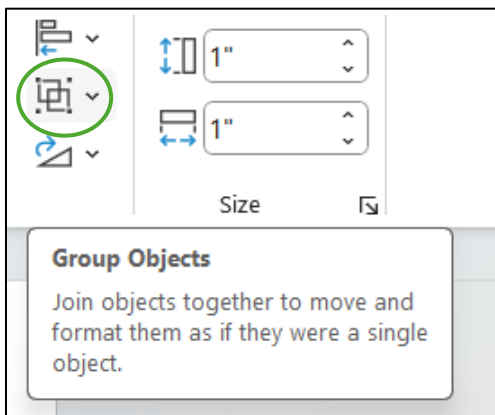 1"
1"
Size
Group Objects
Join objects together to move and
format them as if they were a single
object.